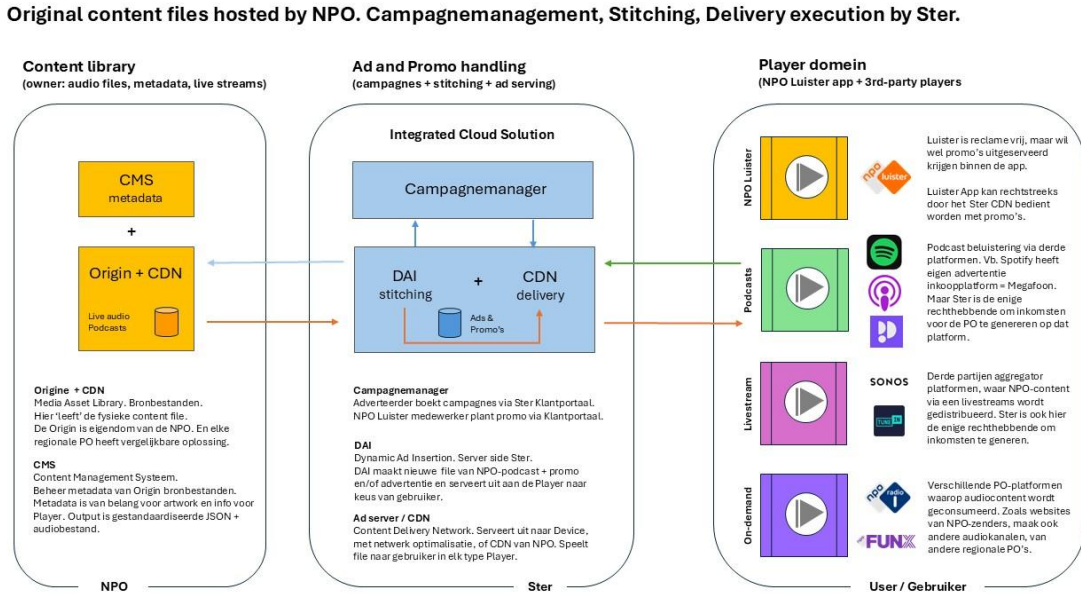 Original content files hosted by NPO. Campagnemanagement, Stitching, Delivery execution by Ster.
Content library
(owner: audio files, metadata, live streams)
CMS
metadata
+
Origin + CDN
Live audio
Podcasts
Origine + CDN
Media Asset Library. Bronbestanden.
Hier ‘leeft’ de fysieke content file.
De Origin is eigendom van de NPO. En elke
regionale PO heeft vergelijkbare oplossing.
CMS
Content Management Systeem.
Beheer metadata van Origin bronbestanden.
Metadata is van belang voor artwork en info voor
Player. Output is gestandaardiseerde JSON +
audiobestand.
NPO
Ad and Promo handling
(campagnes + stitching + ad serving)
Integrated Cloud Solution
Campagnemanager
DAI
stitching
+
CDN
delivery
Ads &
Promo's
Campagnemanager
Adverteerder boekt campagnes via Ster Klantportaal.
NPO Luister medewerker plant promo via Klantportaal.
DAI
Dynamic Ad Insertion. Server side Ster.
DAI maakt nieuwe file van NPO-podcast + promo
en/of advertentie en serveert uit aan de Player naar
keus van gebruiker.
Ad server / CDN
Content Delivery Network. Serveert uit naar Device,
met netwerk optimalisatie, of CDN van NPO. Speelt
file naar gebruiker in elk type Player.
Ster
Player domein
(NPO Luister app + 3rd-party players
NPO Luister
npo
luister
Luister is reclame vrij, maar wil
wel promo’s uitgeserveerd
krijgen binnen de app.
Luister App kan rechtstreeks
door het Ster CDN bedient
worden met promo’s.
Podcasts
Podcast beluistering via derde
platformen. Vb. Spotify heeft
eigen advertentie
inkoopplatform = Megafoon.
Maar Ster is de enige
rechthebbende om inkomsten
voor de PO te genereren op dat
platform.
Livestream
SONOS
TUNE IN
Derde partijen aggregator
platformen, waar NPO-content
via een livestreams wordt
gedistribueerd. Ster is ook hier
de enige rechthebbende om
inkomsten te generen.
On-demand
npo
radio
1
FUNX
Verschillende PO-platformen
waarop audiocontent wordt
geconsumeerd. Zoals websites
van NPO-zenders, maak ook
andere audiokanalen, van
andere regionale PO’s.
User / Gebruiker